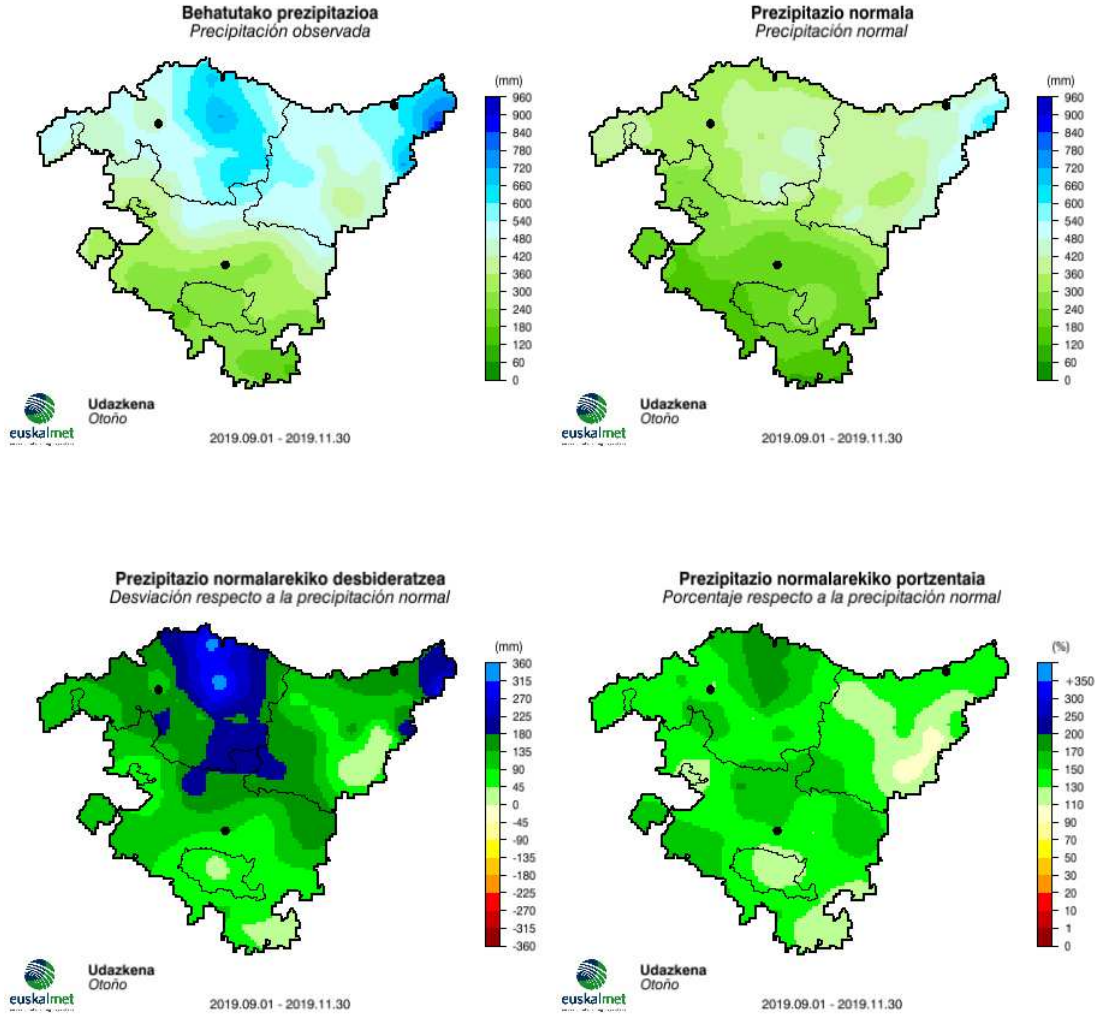 Behatutako prezipitazioa
Precipitación observada
(mm)
960
900
840
780
720
660
600
540
480
420
360
300
240
180
120
60
0
euskalmet
Udazkena
Otoño
2019.09.01 - 2019.11.30
Prezipitazio normala
Precipitación normal
(mm)
960
900
840
780
720
660
600
540
480
420
360
300
240
180
120
60
0
euskalmet
Udazkena
Otoño
2019.09.01 - 2019.11.30
Prezipitazio normalarekiko desbideratzea
Desviación respecto a la precipitación normal
(mm)
360
315
270
225
180
135
90
45
0
-45
-90
-135
-180
-225
-270
-315
-360
euskalmet
Udazkena
Otoño
2019.09.01 - 2019.11.30
Prezipitazio normalarekiko portzentaia
Porcentaje respecto a la precipitación normal
(%)
+350
300
250
200
170
150
130
110
90
70
50
30
20
10
1
0
euskalmet
Udazkena
Otoño
2019.09.01 - 2019.11.30